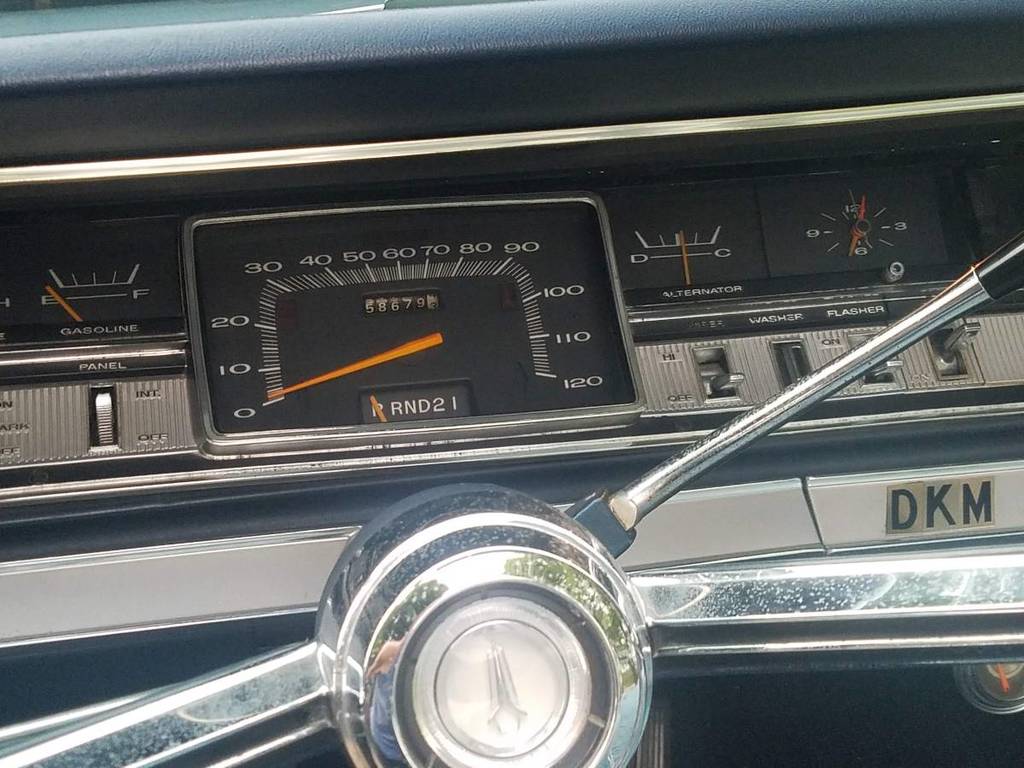 E F
GASOLINE
PANEL
INT.
OFF
0 10 20 30 40 50 60 70 80 90 100 110 120
58679
PRND21
D C
ALTERNATOR
12
3
6
9
WASHER
FLASHER
HI
OFF
ON
DKM